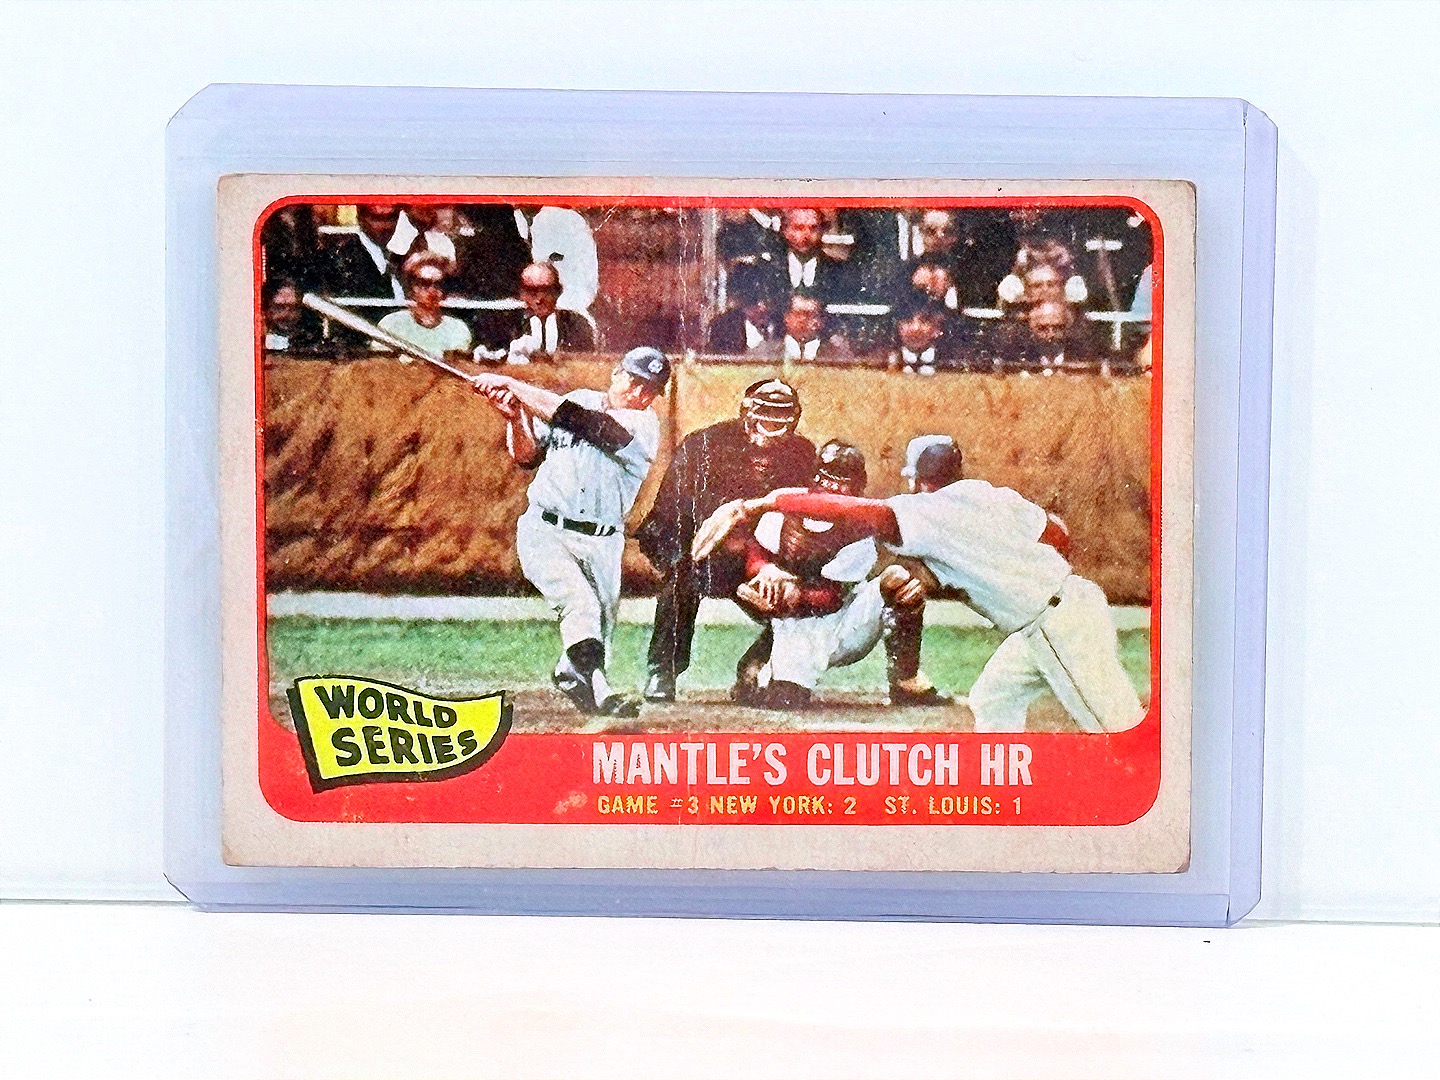 WORLD
SERIES
MANTLE'S CLUTCH HR
GAME #3 NEW YORK: 2 ST. LOUIS: 1